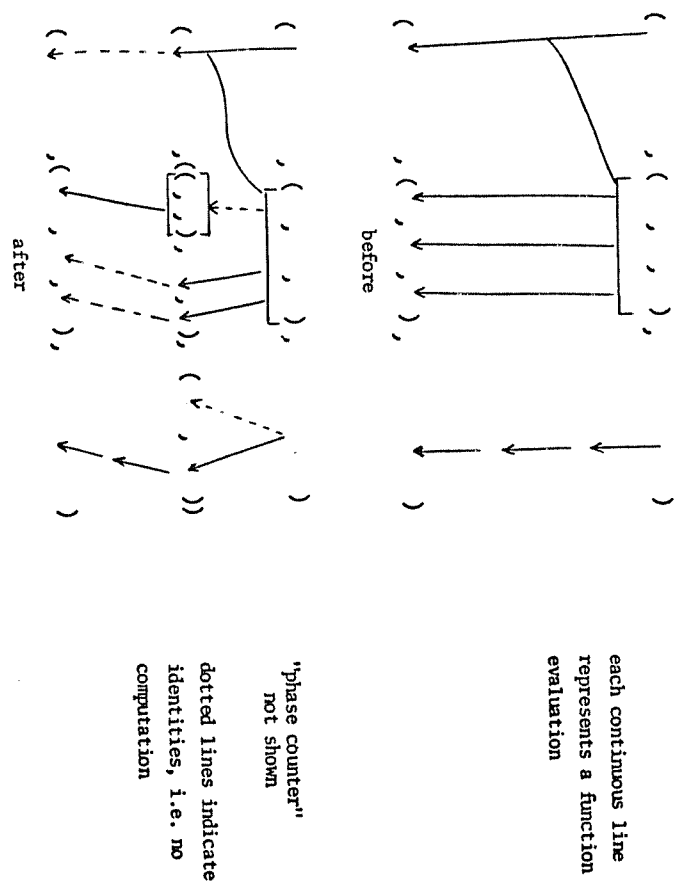 ( , ( , , ) , )
each continuous line
represents a function
evaluation
( , ( , , ) , )
before
( , ( , , ) , )
"phase counter"
not shown
dotted lines indicate
identities, i.e. no
computation
( , (( , , ) , , ) , ( , ))
( , ( , , ) , )
after